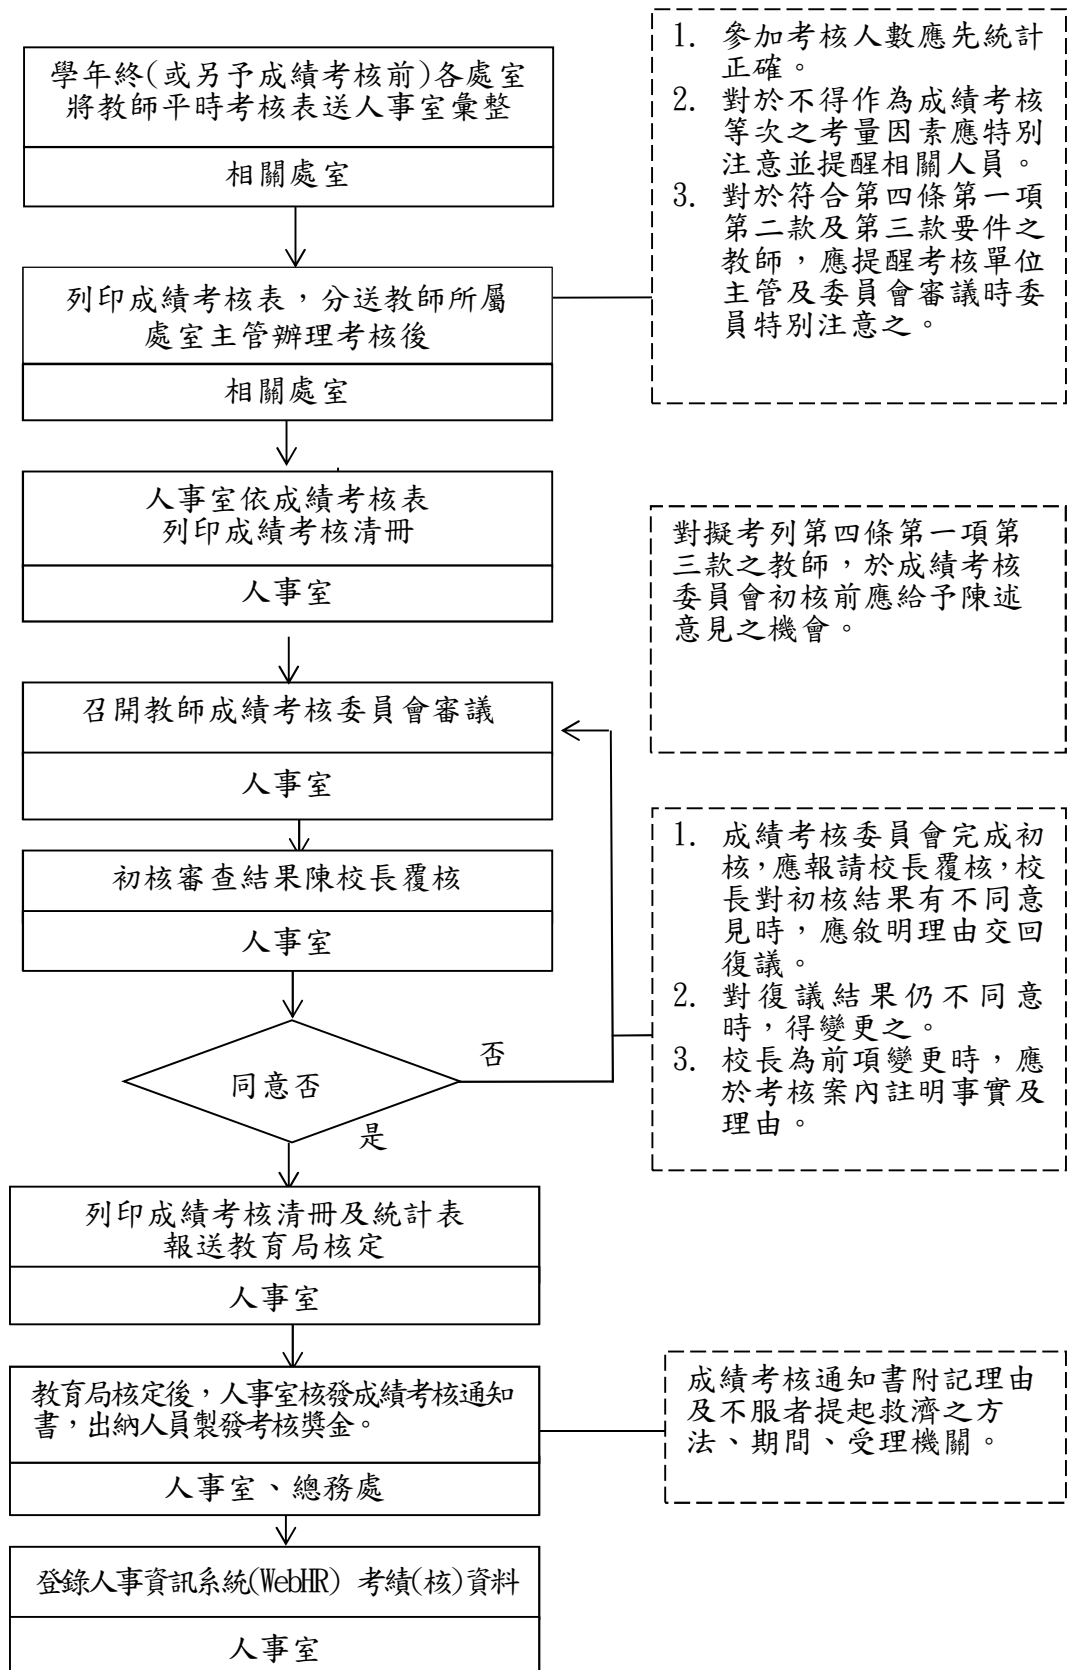 學年終(或另予成績考核前)各處室
將教師平時考核表送人事室彙整
相關處室
1. 參加考核人數應先統計
正確。
2. 對於不得作為成績考核
等次之考量因素應特別
注意並提醒相關人員。
3. 對於符合第四條第一項
第二款及第三款要件之
教師，應提醒考核單位
主管及委員會審議時委
員特別注意之。
列印成績考核表，分送教師所屬
處室主管辦理考核後
相關處室
人事室依成績考核表
列印成績考核清冊
人事室
對擬考列第四條第一項第
三款之教師，於成績考核
委員會初核前應給予陳述
意見之機會。
召開教師成績考核委員會審議
人事室
初核審查結果陳校長覆核
人事室
1. 成績考核委員會完成初
核，應報請校長覆核，校
長對初核結果有不同意
見時，應敘明理由交回
復議。
2. 對復議結果仍不同意
時，得變更之。
3. 校長為前項變更時，應
於考核案內註明事實及
理由。
同意否
否
是
列印成績考核清冊及統計表
報送教育局核定
人事室
教育局核定後，人事室核發成績考核通知
書，出納人員製發考核獎金。
人事室、總務處
成績考核通知書附記理由
及不服者提起救濟之方
法、期間、受理機關。
登錄人事資訊系統(WebHR) 考績(核)資料
人事室